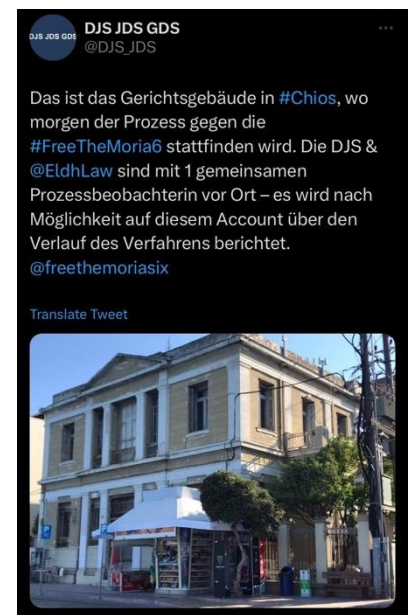 DJS JDS GDS
DJS JDS GDS
@DJS_JDS
Das ist das Gerichtsgebäude in #Chios, wo
morgen der Prozess gegen die
#FreeTheMoria6 stattfinden wird. Die DJS &
@EldhLaw sind mit 1 gemeinsamen
Prozessbeobachterin vor Ort – es wird nach
Möglichkeit auf diesem Account über den
Verlauf des Verfahrens berichtet.
@freethemoriasix
Translate Tweet
P